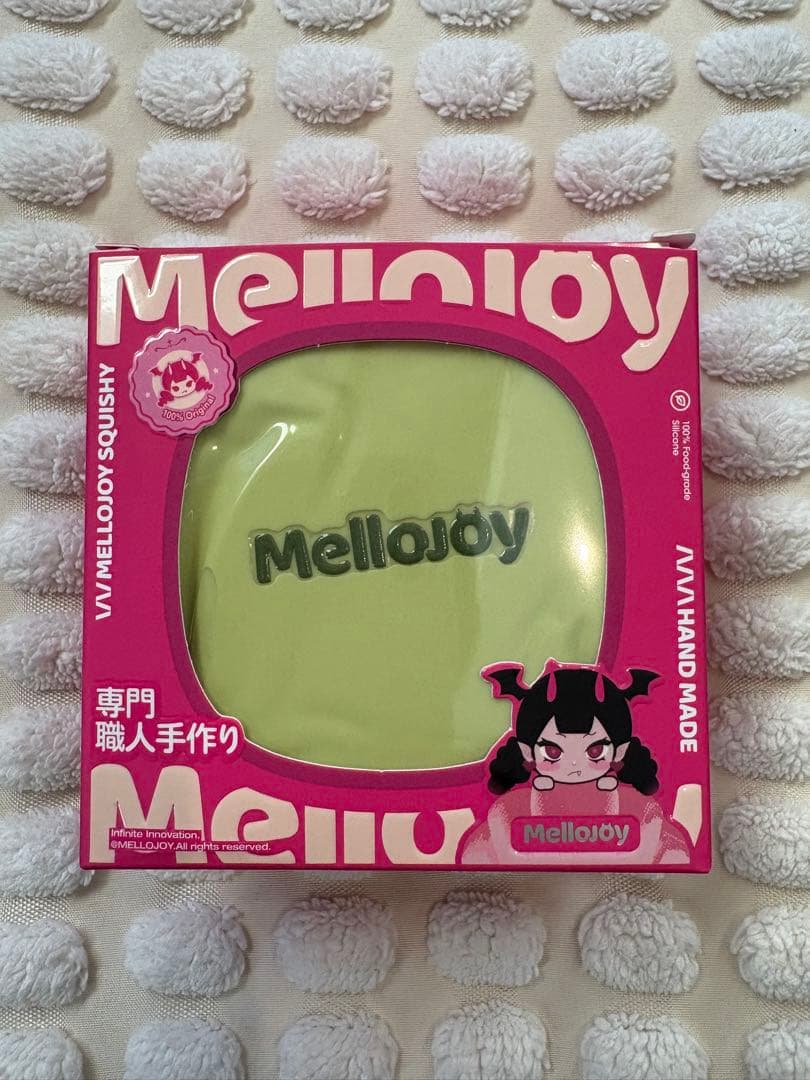 Mellojoy
100% Original
WV MELLOJOY SQUISHY
100% Food-grade
Silicone
Mellojoy
HAND MADE
専門
職人手作り
Mellojoy
Infinite Innovation.
@MELLOJOY.All rights reserved.